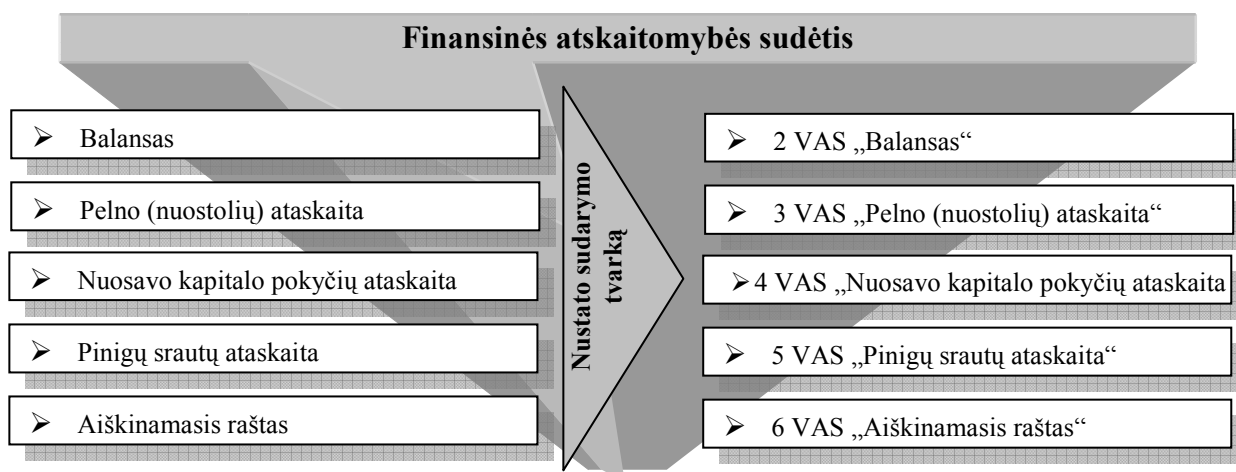 Finansinės atskaitomybės sudėtis
➢ Balansas
➢ Pelno (nuostolių) ataskaita
➢ Nuosavo kapitalo pokyčių ataskaita
➢ Pinigų srautų ataskaita
➢ Aiškinamasis raštas
Nustato sudarymo
tvarką
➢ 2 VAS „Balansas“
➢ 3 VAS „Pelno (nuostolių) ataskaita“
➢ 4 VAS „Nuosavo kapitalo pokyčių ataskaita
➢ 5 VAS „Pinigų srautų ataskaita“
➢ 6 VAS „Aiškinamasis raštas“